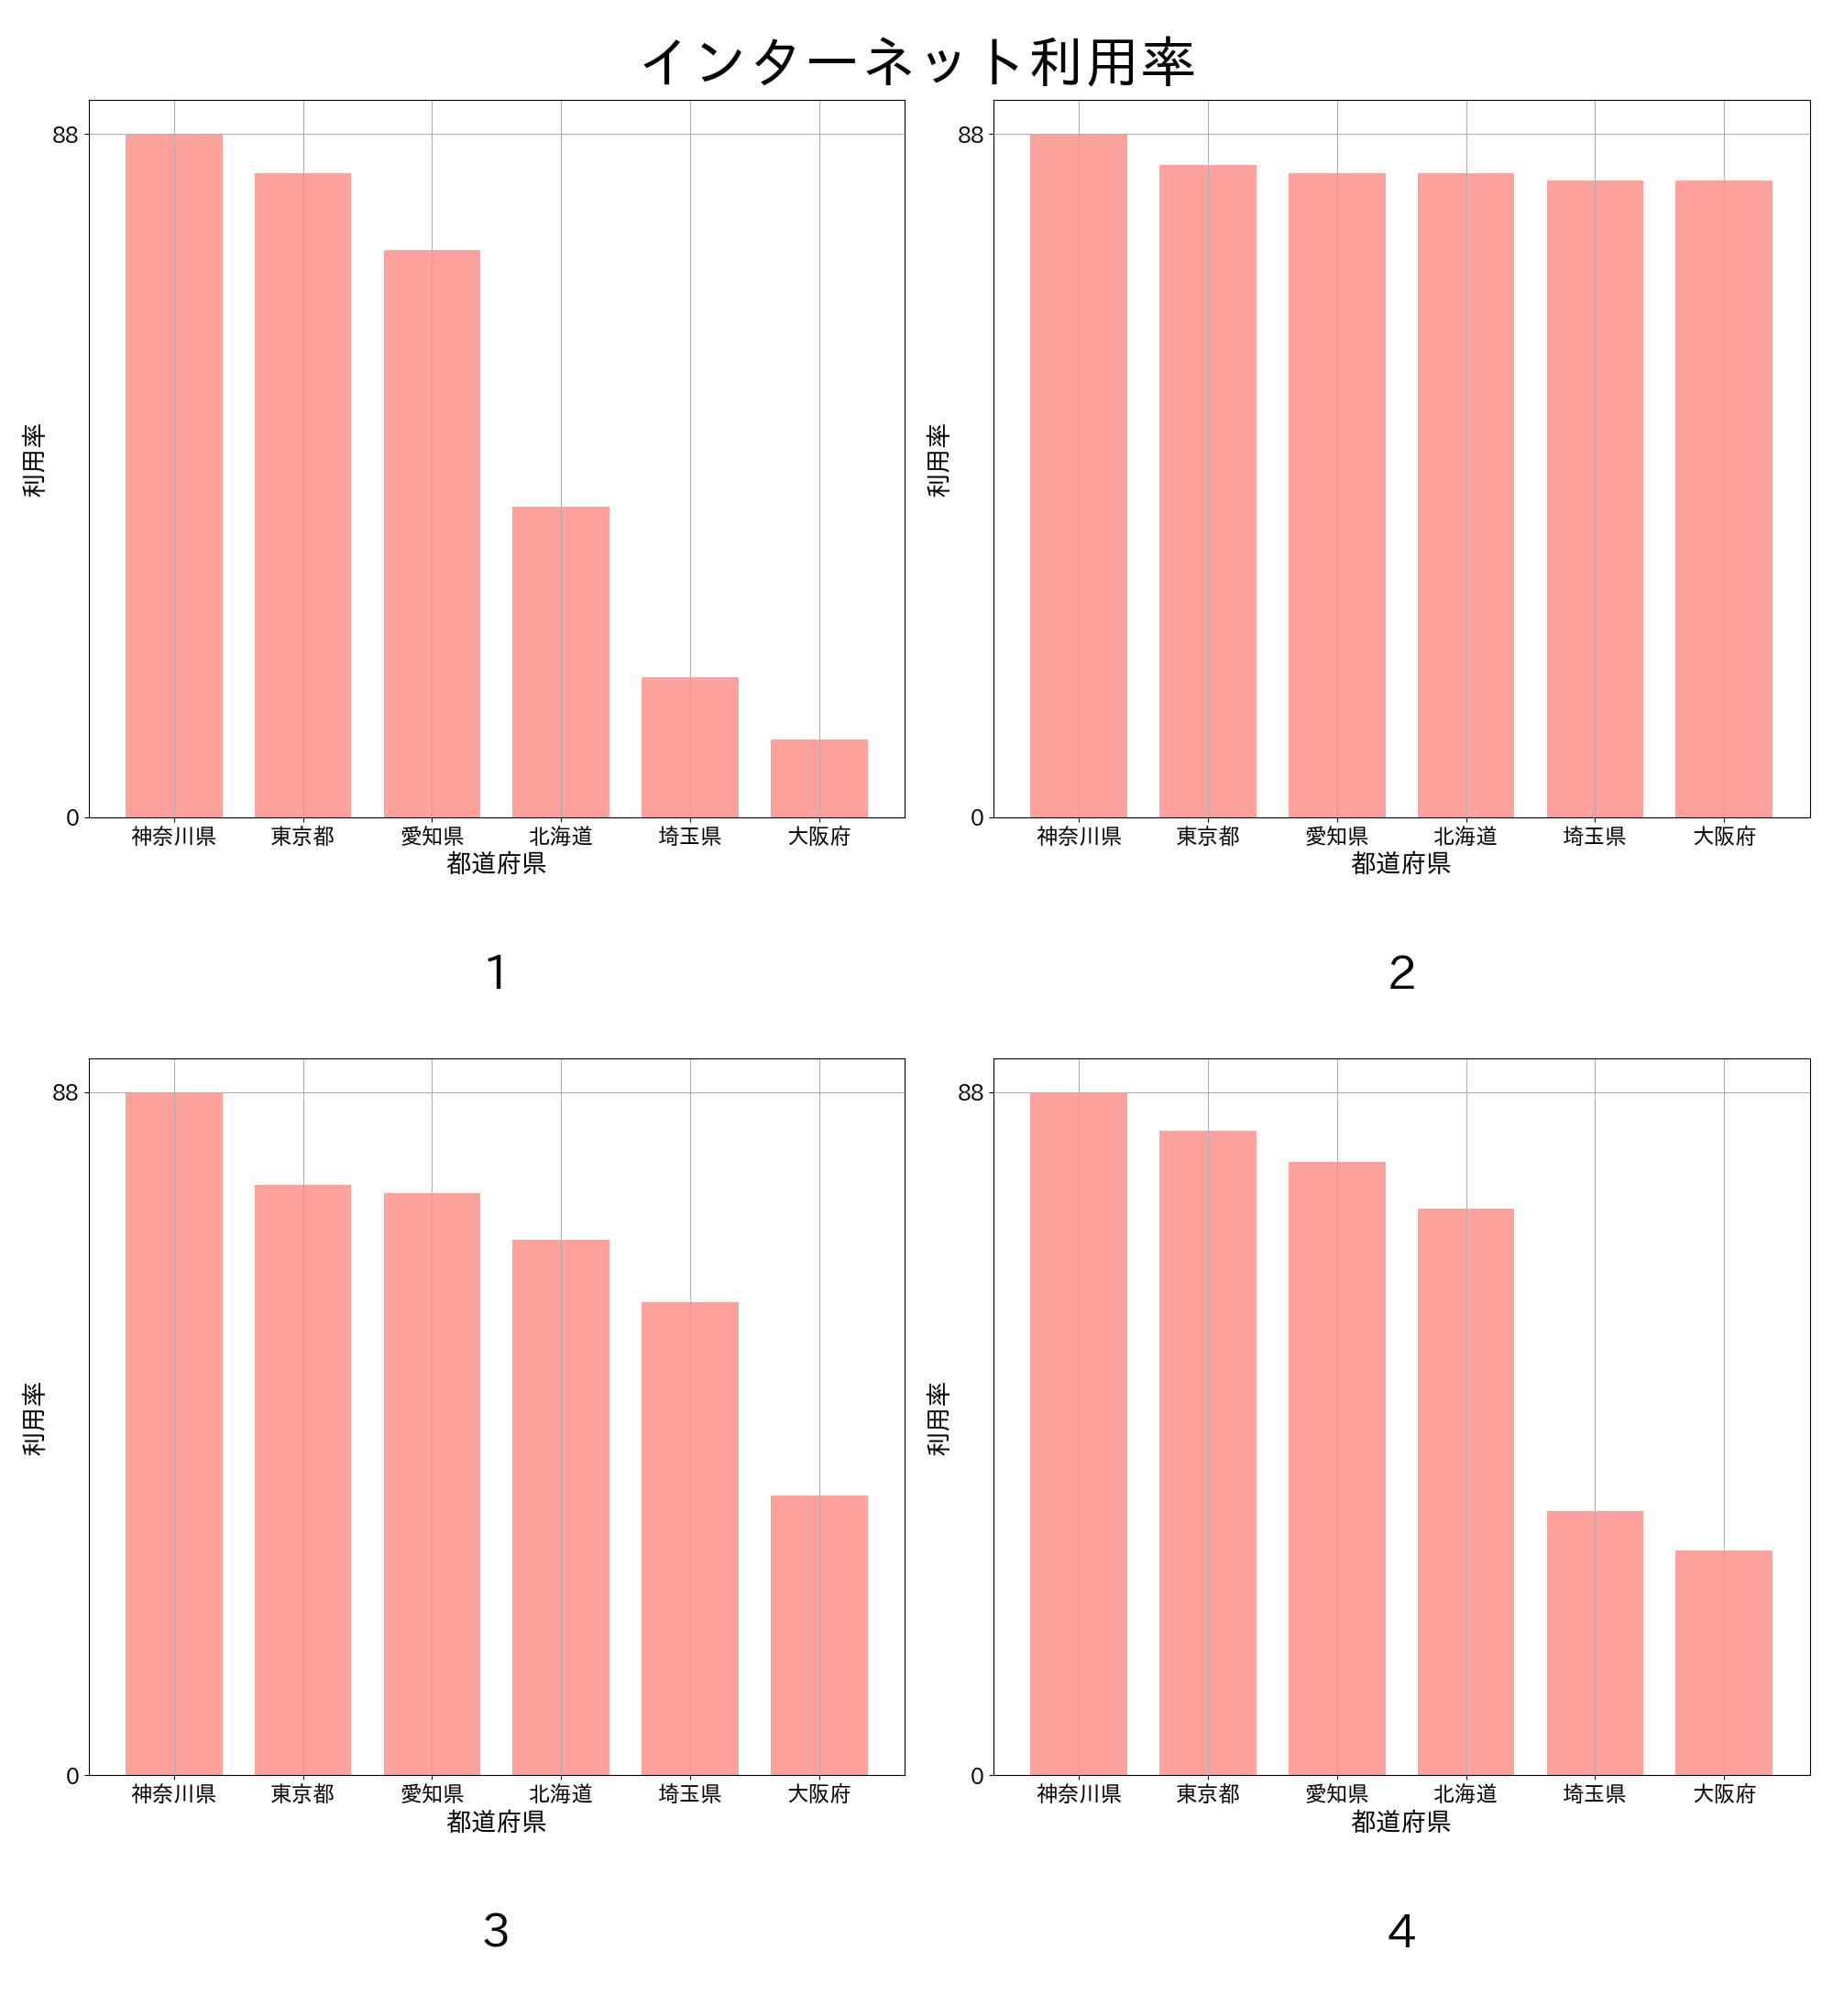 インターネット利用率
88
0
利用率
神奈川県 東京都 愛知県 北海道 埼玉県 大阪府
都道府県
1
88
0
利用率
神奈川県 東京都 愛知県 北海道 埼玉県 大阪府
都道府県
2
88
0
利用率
神奈川県 東京都 愛知県 北海道 埼玉県 大阪府
都道府県
3
88
0
利用率
神奈川県 東京都 愛知県 北海道 埼玉県 大阪府
都道府県
4